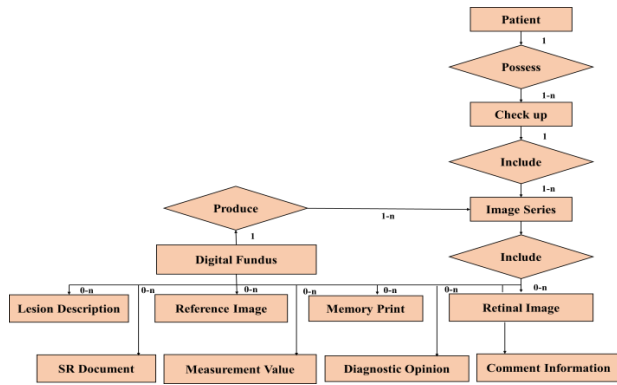 Patient
1
Possess
1-n
Check up
1
Include
1-n
Produce
1-n
Image Series
1
Digital Fundus
Include
0-n 0-n 0-n 0-n 0-n 0-n 0-n 0-n
Lesion Description
Reference Image
Memory Print
Retinal Image
SR Document
Measurement Value
Diagnostic Opinion
Comment Information